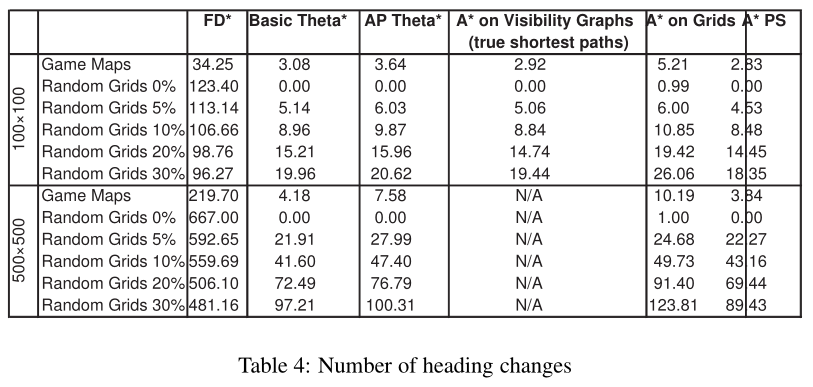 FD* Basic Theta* AP Theta* A* on Visibility Graphs A* on Grids A* PS
(true shortest paths)
100×100
Game Maps 34.25 3.08 3.64 2.92 5.21 2.83
Random Grids 0% 123.40 0.00 0.00 0.00 0.99 0.00
Random Grids 5% 113.14 5.14 6.03 5.06 6.00 4.53
Random Grids 10% 106.66 8.96 9.87 8.84 10.85 8.48
Random Grids 20% 98.76 15.21 15.96 14.74 19.42 14.45
Random Grids 30% 96.27 19.96 20.62 19.44 26.06 18.35
500×500
Game Maps 219.70 4.18 7.58 N/A 10.19 3.84
Random Grids 0% 667.00 0.00 0.00 N/A 1.00 0.00
Random Grids 5% 592.65 21.91 27.99 N/A 24.68 22.27
Random Grids 10% 559.69 41.60 47.40 N/A 49.73 43.16
Random Grids 20% 506.10 72.49 76.79 N/A 91.40 69.44
Random Grids 30% 481.16 97.21 100.31 N/A 123.81 89.43
Table 4: Number of heading changes